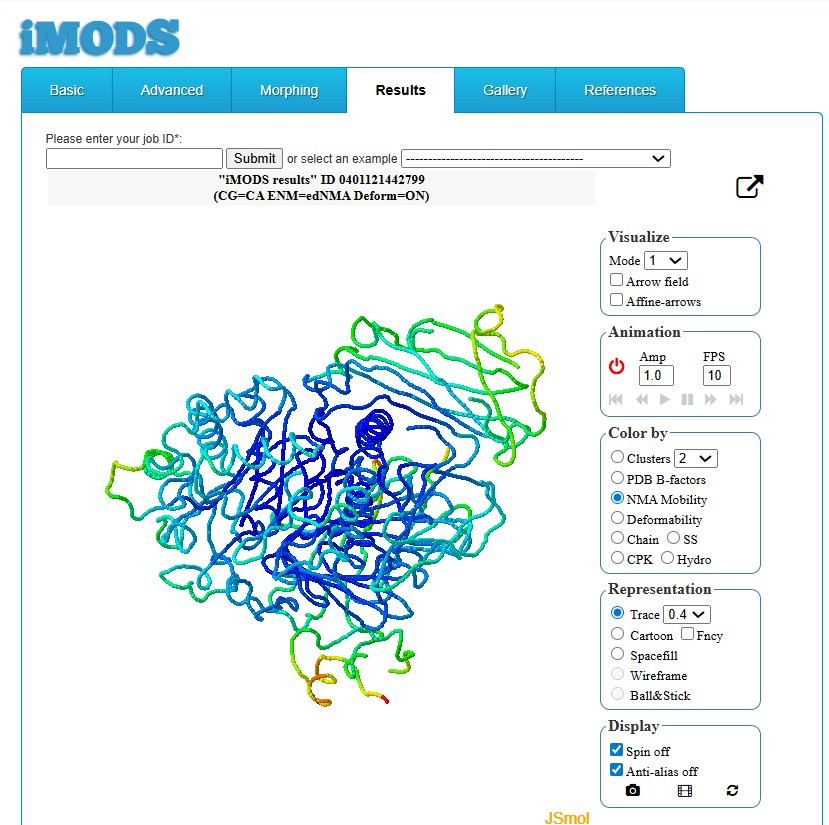 iMODS
Basic Advanced Morphing Results Gallery References
Please enter your job ID*:
Submit or select an example ----------------------------------------
"iMODS results" ID 0401121442799
(CG=CA ENM=edNMA Deform=ON)
Visualize
Mode 1
Arrow field
Affine-arrows
Animation
Amp FPS
1.0 10
Color by
Clusters 2
PDB B-factors
NMA Mobility
Deformability
Chain SS
CPK Hydro
Representation
Trace 0.4
Cartoon Fncy
Spacefill
Wireframe
Ball&Stick
Display
Spin off
Anti-alias off
JSmol